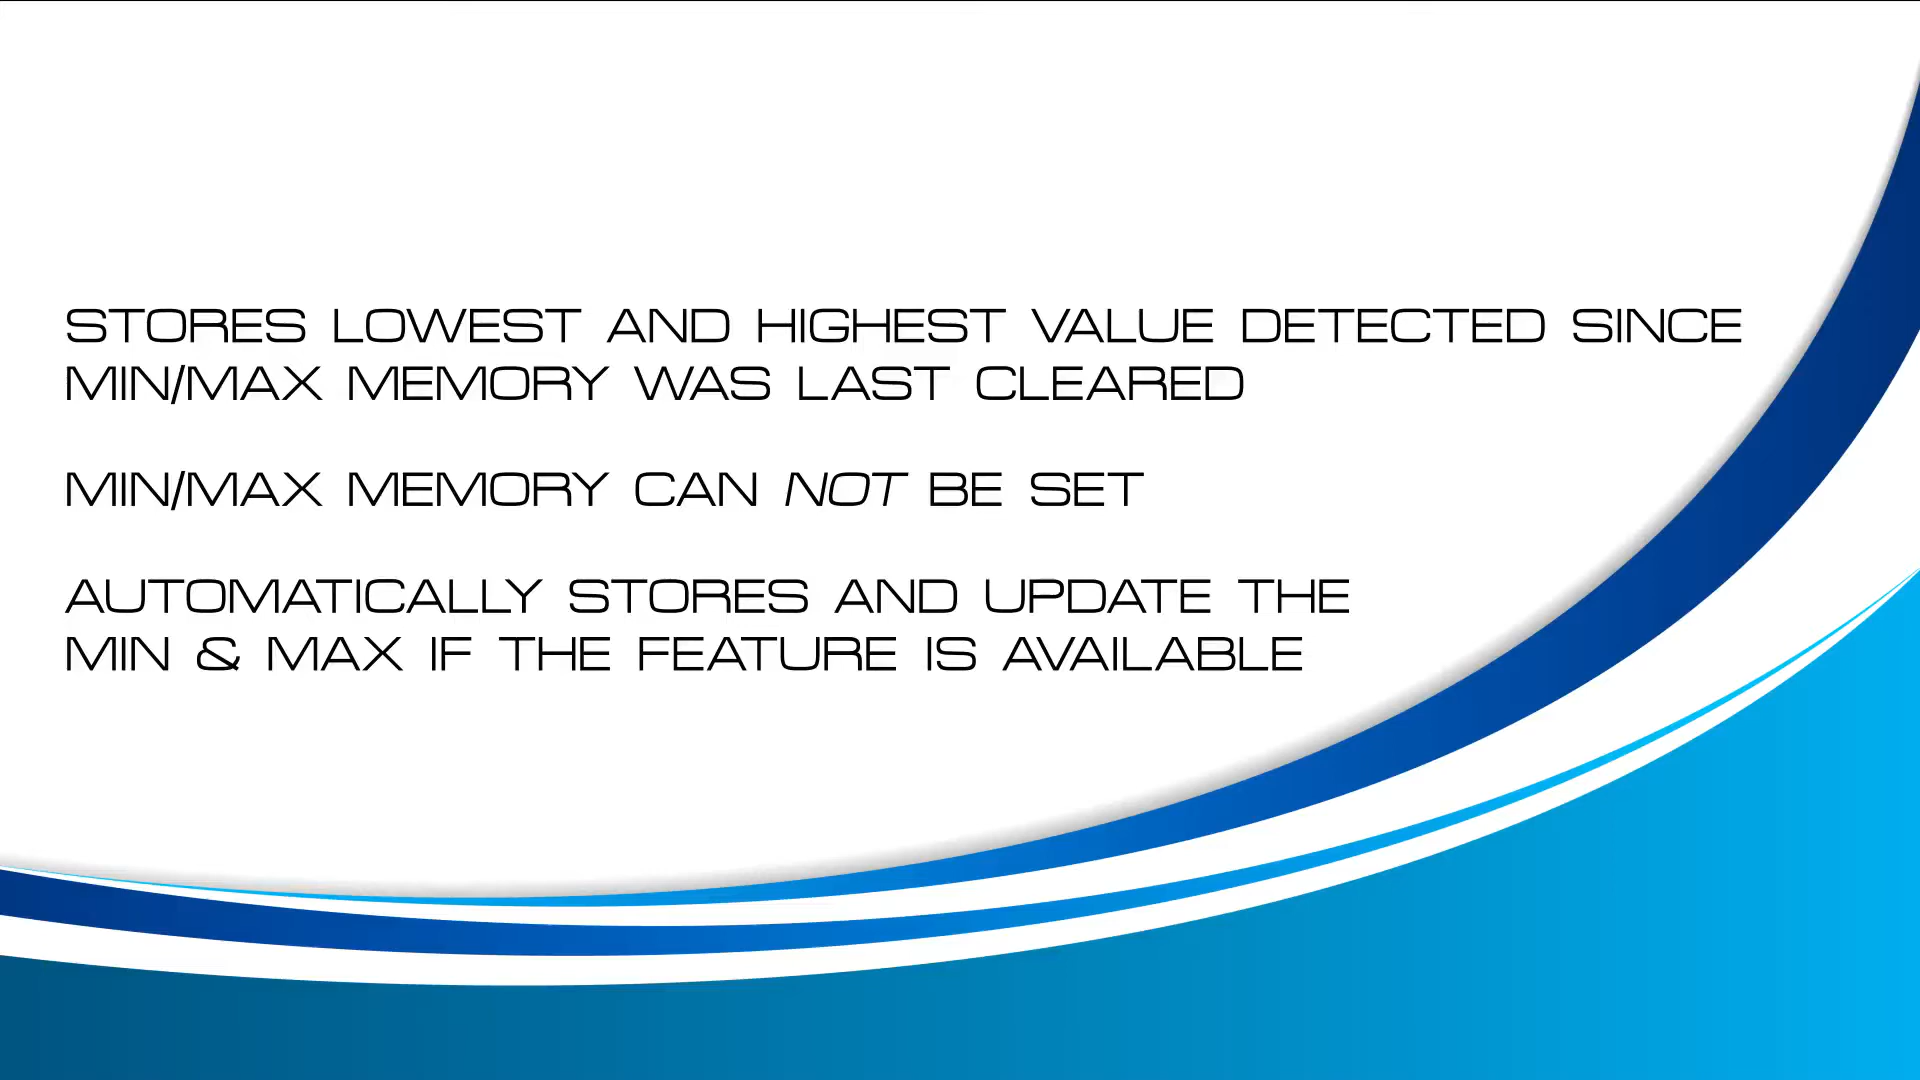 STORES LOWEST AND HIGHEST VALUE DETECTED SINCE
MIN/MAX MEMORY WAS LAST CLEARED
MIN/MAX MEMORY CAN NOT BE SET
AUTOMATICALLY STORES AND UPDATE THE
MIN & MAX IF THE FEATURE IS AVAILABLE